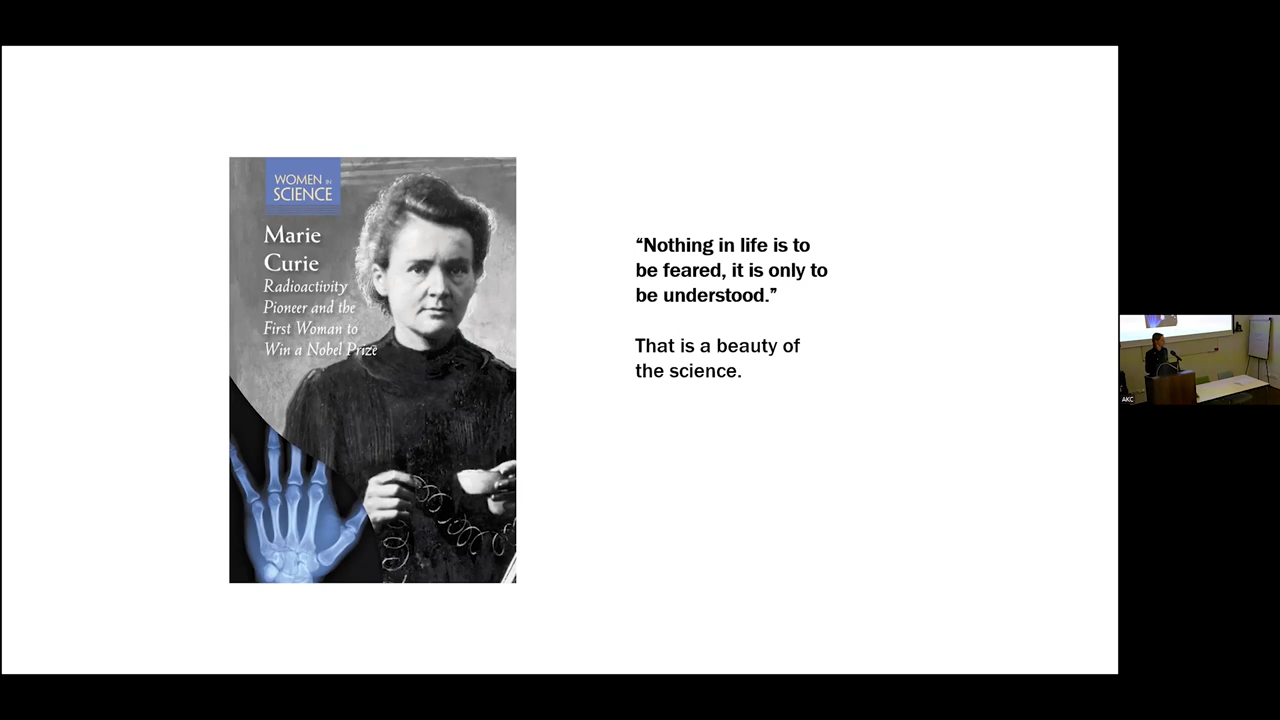 WOMEN IN
SCIENCE
Marie
Curie
Radioactivity
Pioneer and the
First Woman to
Win a Nobel Prize
“Nothing in life is to
be feared, it is only to
be understood.”
That is a beauty of
the science.
AKC